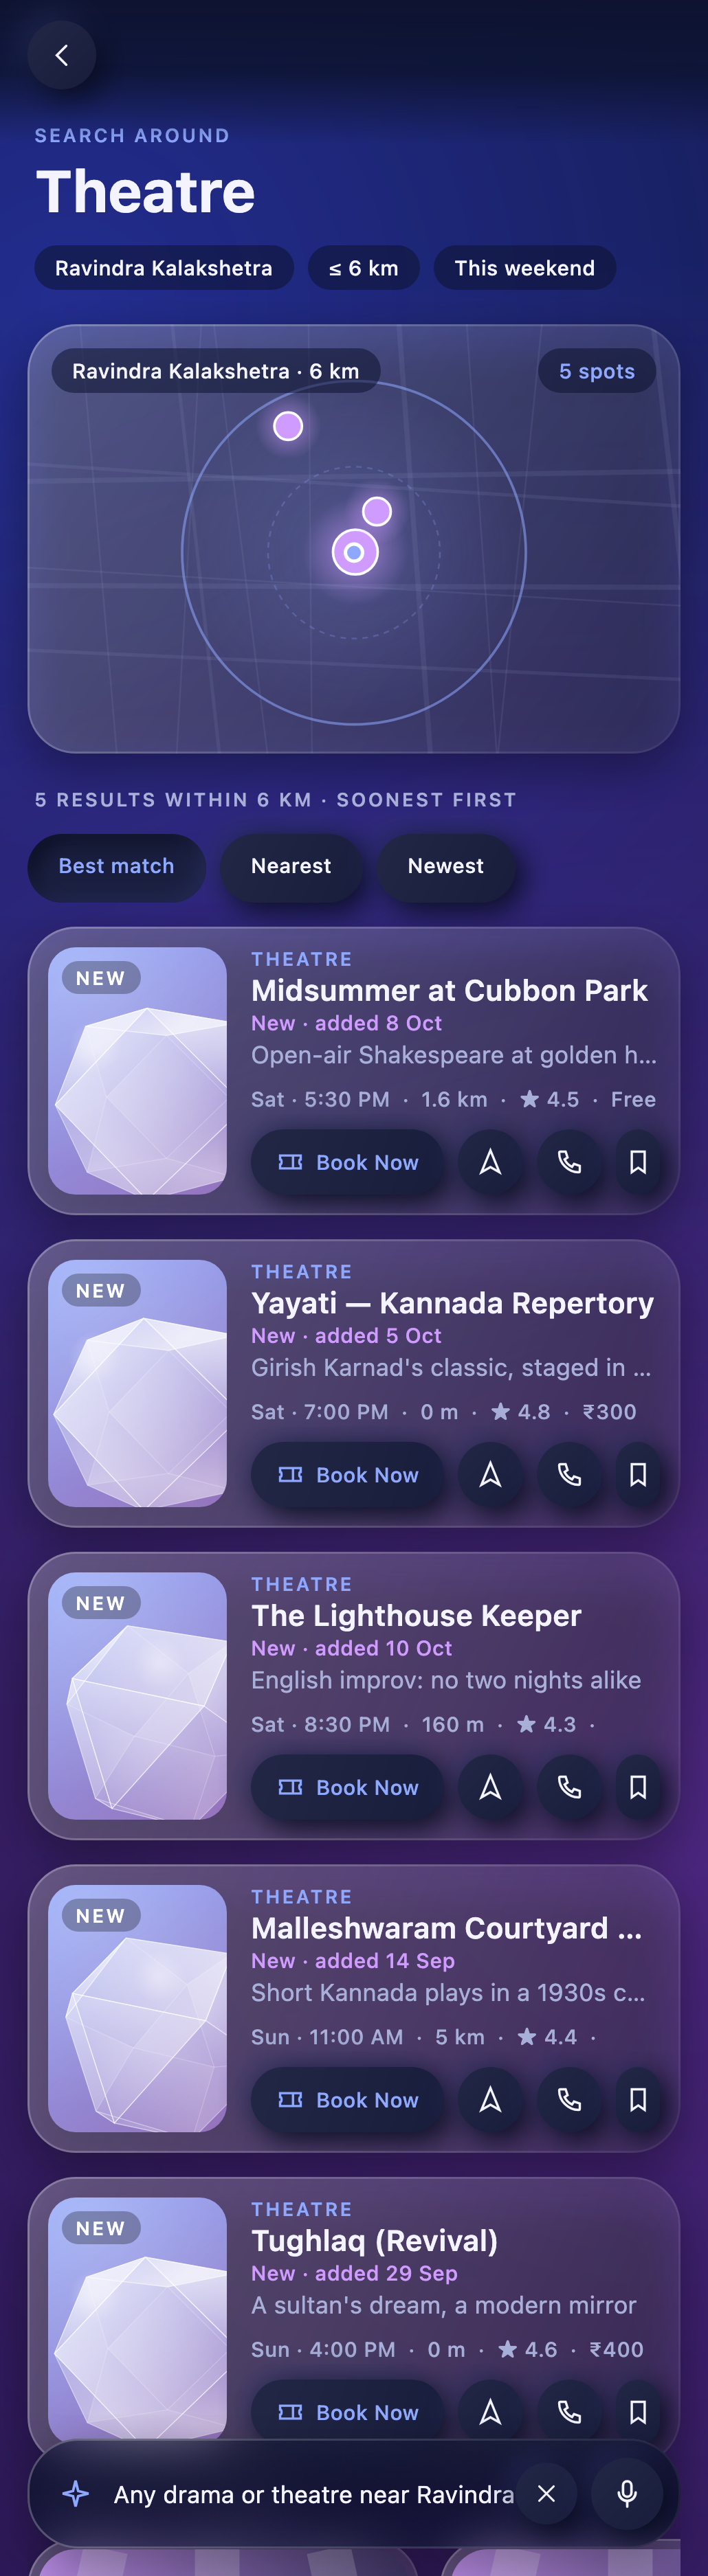 SEARCH AROUND
Theatre
Ravindra Kalakshetra
≤ 6 km
This weekend
Ravindra Kalakshetra · 6 km
5 spots
5 RESULTS WITHIN 6 KM · SOONEST FIRST
Best match
Nearest
Newest
NEW
THEATRE
Midsummer at Cubbon Park
New · added 8 Oct
Open-air Shakespeare at golden h...
Sat · 5:30 PM · 1.6 km · ★ 4.5 · Free
Book Now
NEW
THEATRE
Yayati — Kannada Repertory
New · added 5 Oct
Girish Karnad's classic, staged in ...
Sat · 7:00 PM · 0 m · ★ 4.8 · ₹300
Book Now
NEW
THEATRE
The Lighthouse Keeper
New · added 10 Oct
English improv: no two nights alike
Sat · 8:30 PM · 160 m · ★ 4.3 ·
Book Now
NEW
THEATRE
Malleshwaram Courtyard ...
New · added 14 Sep
Short Kannada plays in a 1930s c...
Sun · 11:00 AM · 5 km · ★ 4.4 ·
Book Now
NEW
THEATRE
Tughlaq (Revival)
New · added 29 Sep
A sultan's dream, a modern mirror
Sun · 4:00 PM · 0 m · ★ 4.6 · ₹400
Book Now
Any drama or theatre near Ravindra